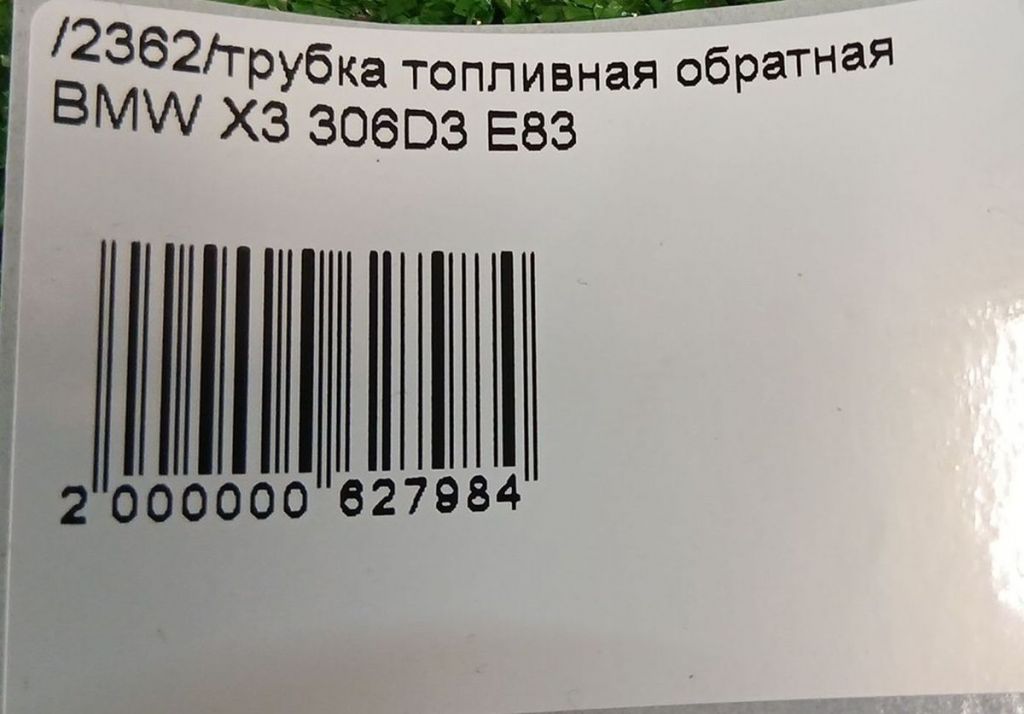 /2362/трубка топливная обратная
BMW X3 306D3 E83
2 000000 627984